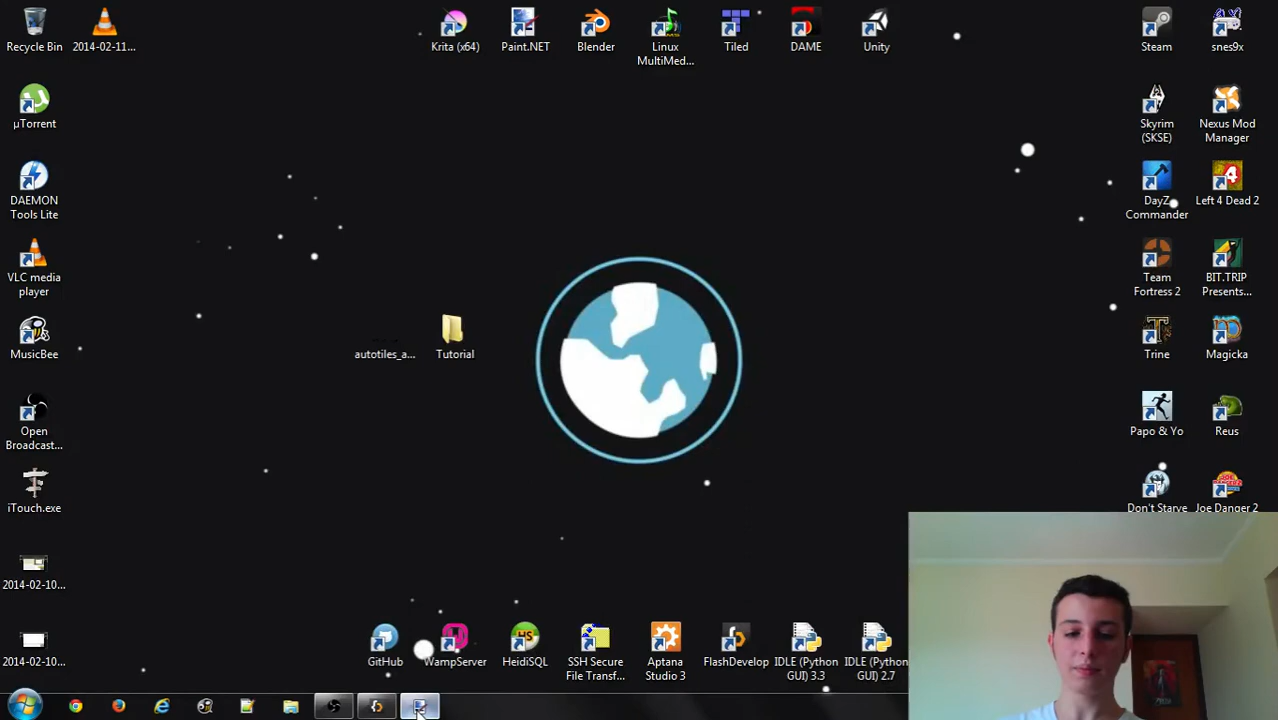 Recycle Bin
2014-02-11...
Krita (x64)
Paint.NET
Blender
Linux
MultiMed...
Tiled
DAME
Unity
Steam
snes9x
µTorrent
Skyrim
(SKSE)
Nexus Mod
Manager
DAEMON
Tools Lite
DayZ
Commander
Left 4 Dead 2
VLC media
player
Team
Fortress 2
BIT.TRIP
Presents...
MusicBee
autotiles_a...
Tutorial
Trine
Magicka
Open
Broadcast...
Papo & Yo
Reus
iTouch.exe
Don't Starve
Joe Danger 2
2014-02-10...
2014-02-10...
GitHub
WampServer
HeidiSQL
SSH Secure
File Transf...
Aptana
Studio 3
FlashDevelop
IDLE (Python
GUI) 3.3
IDLE (Python
GUI) 2.7